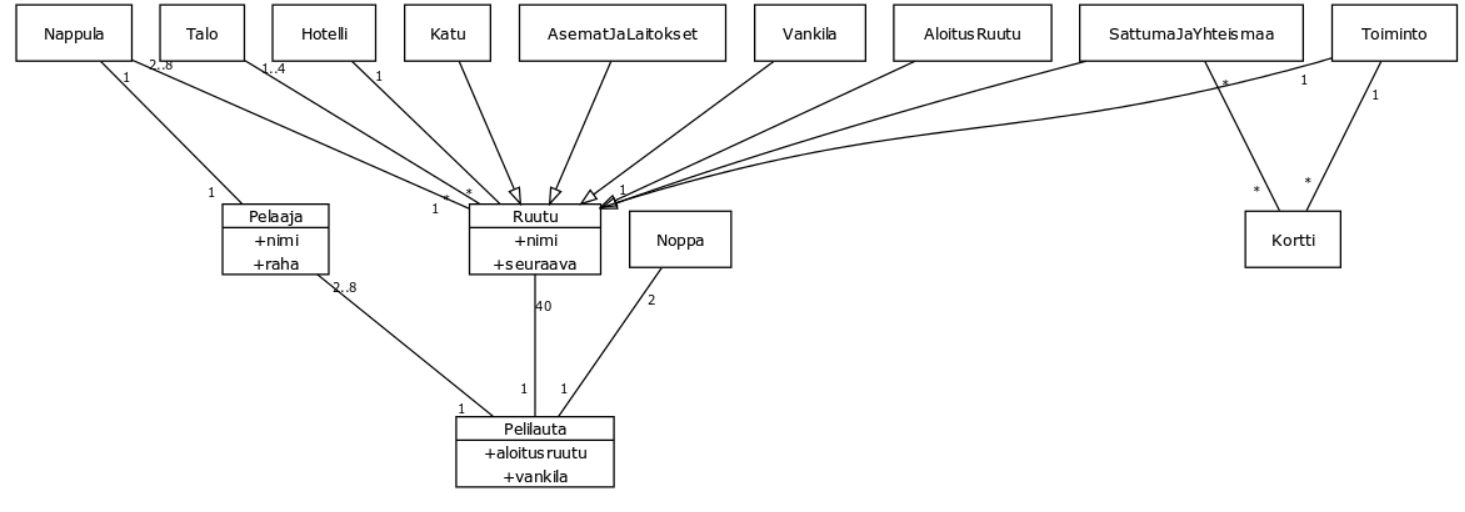 Nappula
Talo
Hotelli
Katu
AsematJaLaitokset
Vankila
AloitusRuutu
SattumaJaYhteismaa
Toiminto
1
2..8
1..4
1
*
1
1
1
1
*
*
1
*
*
Pelaaja
+nimi
+raha
Ruutu
+nimi
+seuraava
Noppa
Kortti
2..8
40
2
1
1
1
Pelilauta
+aloitusruutu
+vankila